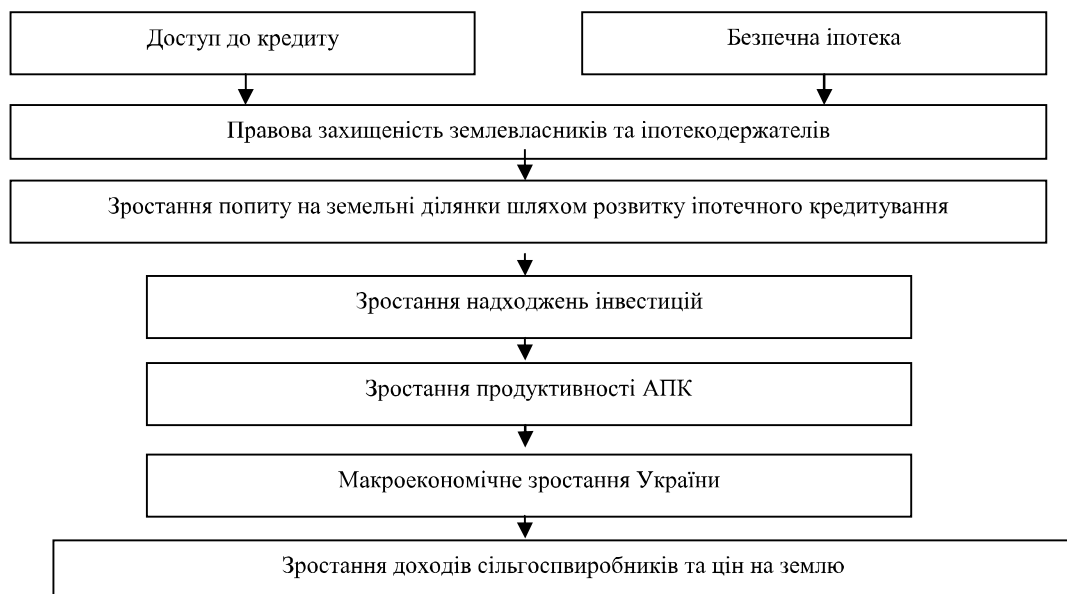 Доступ до кредиту
Безпечна іпотека
Правова захищеність землевласників та іпотекодержателів
Зростання попиту на земельні ділянки шляхом розвитку іпотечного кредитування
Зростання надходжень інвестицій
Зростання продуктивності АПК
Макроекономічне зростання України
Зростання доходів сільгоспвиробників та цін на землю